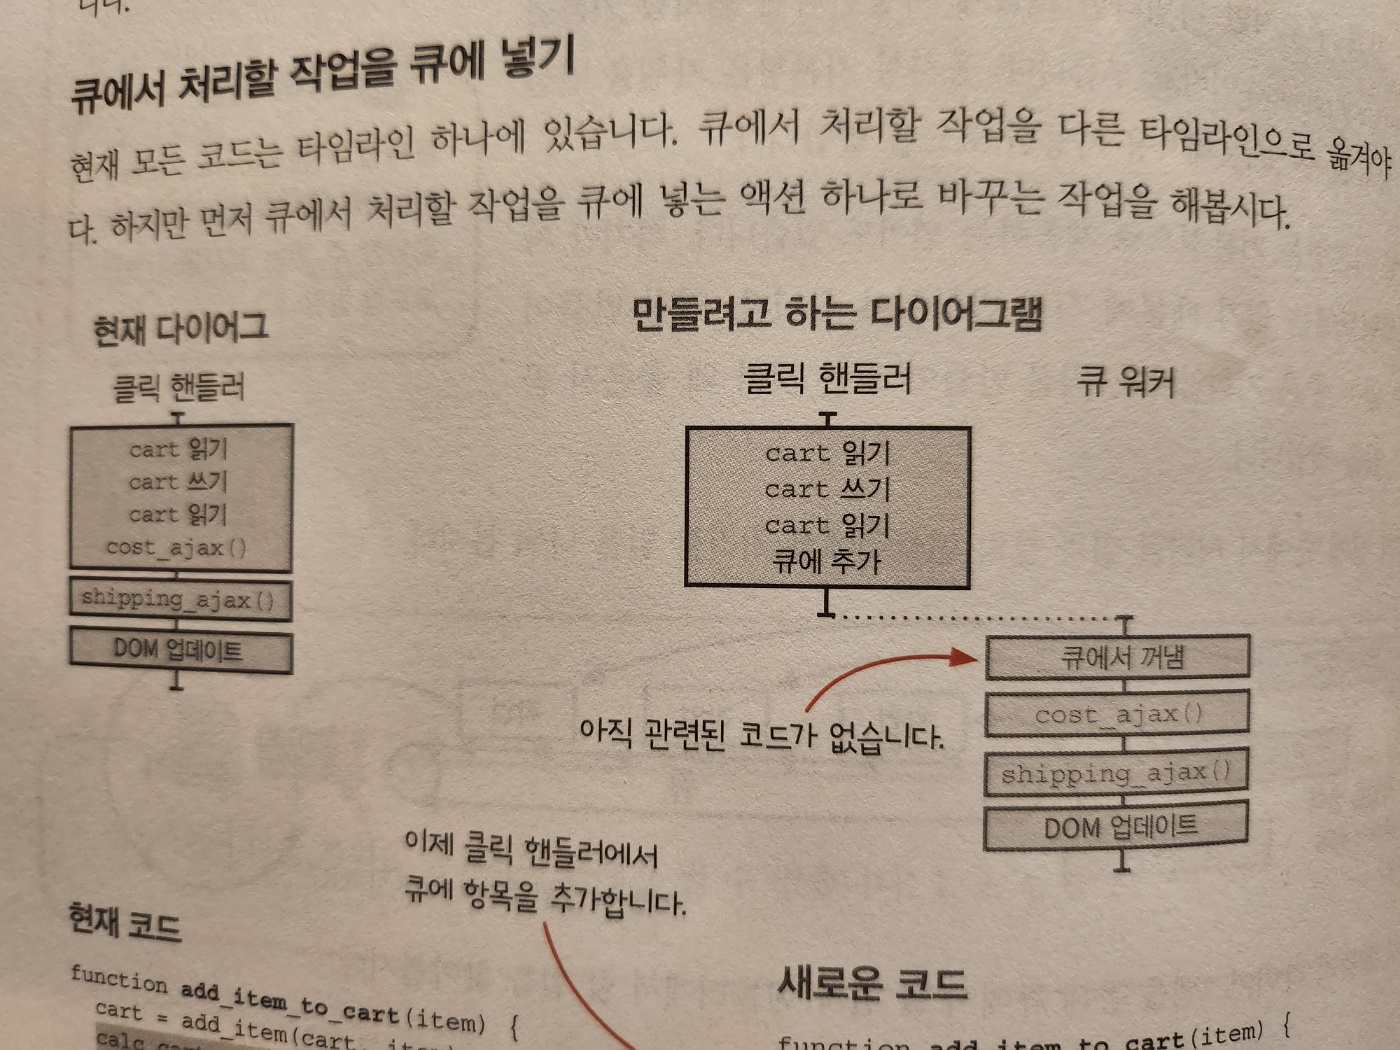 니다.
큐에서 처리할 작업을 큐에 넣기
현재 모든 코드는 타임라인 하나에 있습니다. 큐에서 처리할 작업을 다른 타임라인으로 옮겨야
다. 하지만 먼저 큐에서 처리할 작업을 큐에 넣는 액션 하나로 바꾸는 작업을 해봅시다.
현재 다이어그
클릭 핸들러
cart 읽기
cart 쓰기
cart 읽기
cost_ajax()
shipping_ajax()
DOM 업데이트
만들려고 하는 다이어그램
클릭 핸들러
큐 워커
cart 읽기
cart 쓰기
cart 읽기
큐에 추가
큐에서 꺼냄
cost_ajax()
shipping_ajax()
DOM 업데이트
아직 관련된 코드가 없습니다.
이제 클릭 핸들러에서
큐에 항목을 추가합니다.
현재 코드
function add_item_to_cart(item) {
cart = add_item(cart,
새로운 코드
function add_item_to_cart(item) {